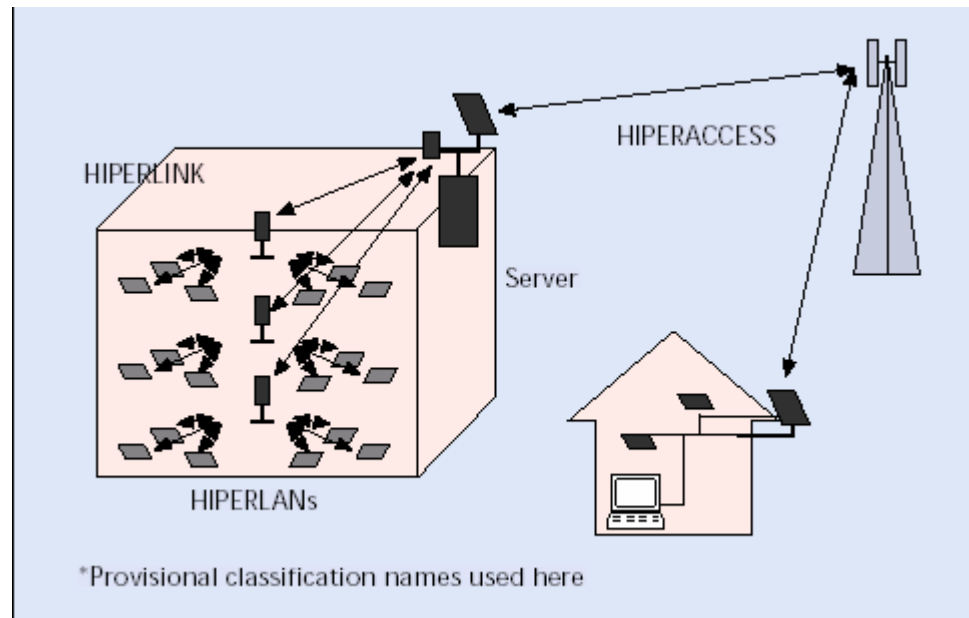 HIPERACCESS
HIPERLINK
Server
HIPERLANs
*Provisional classification names used here